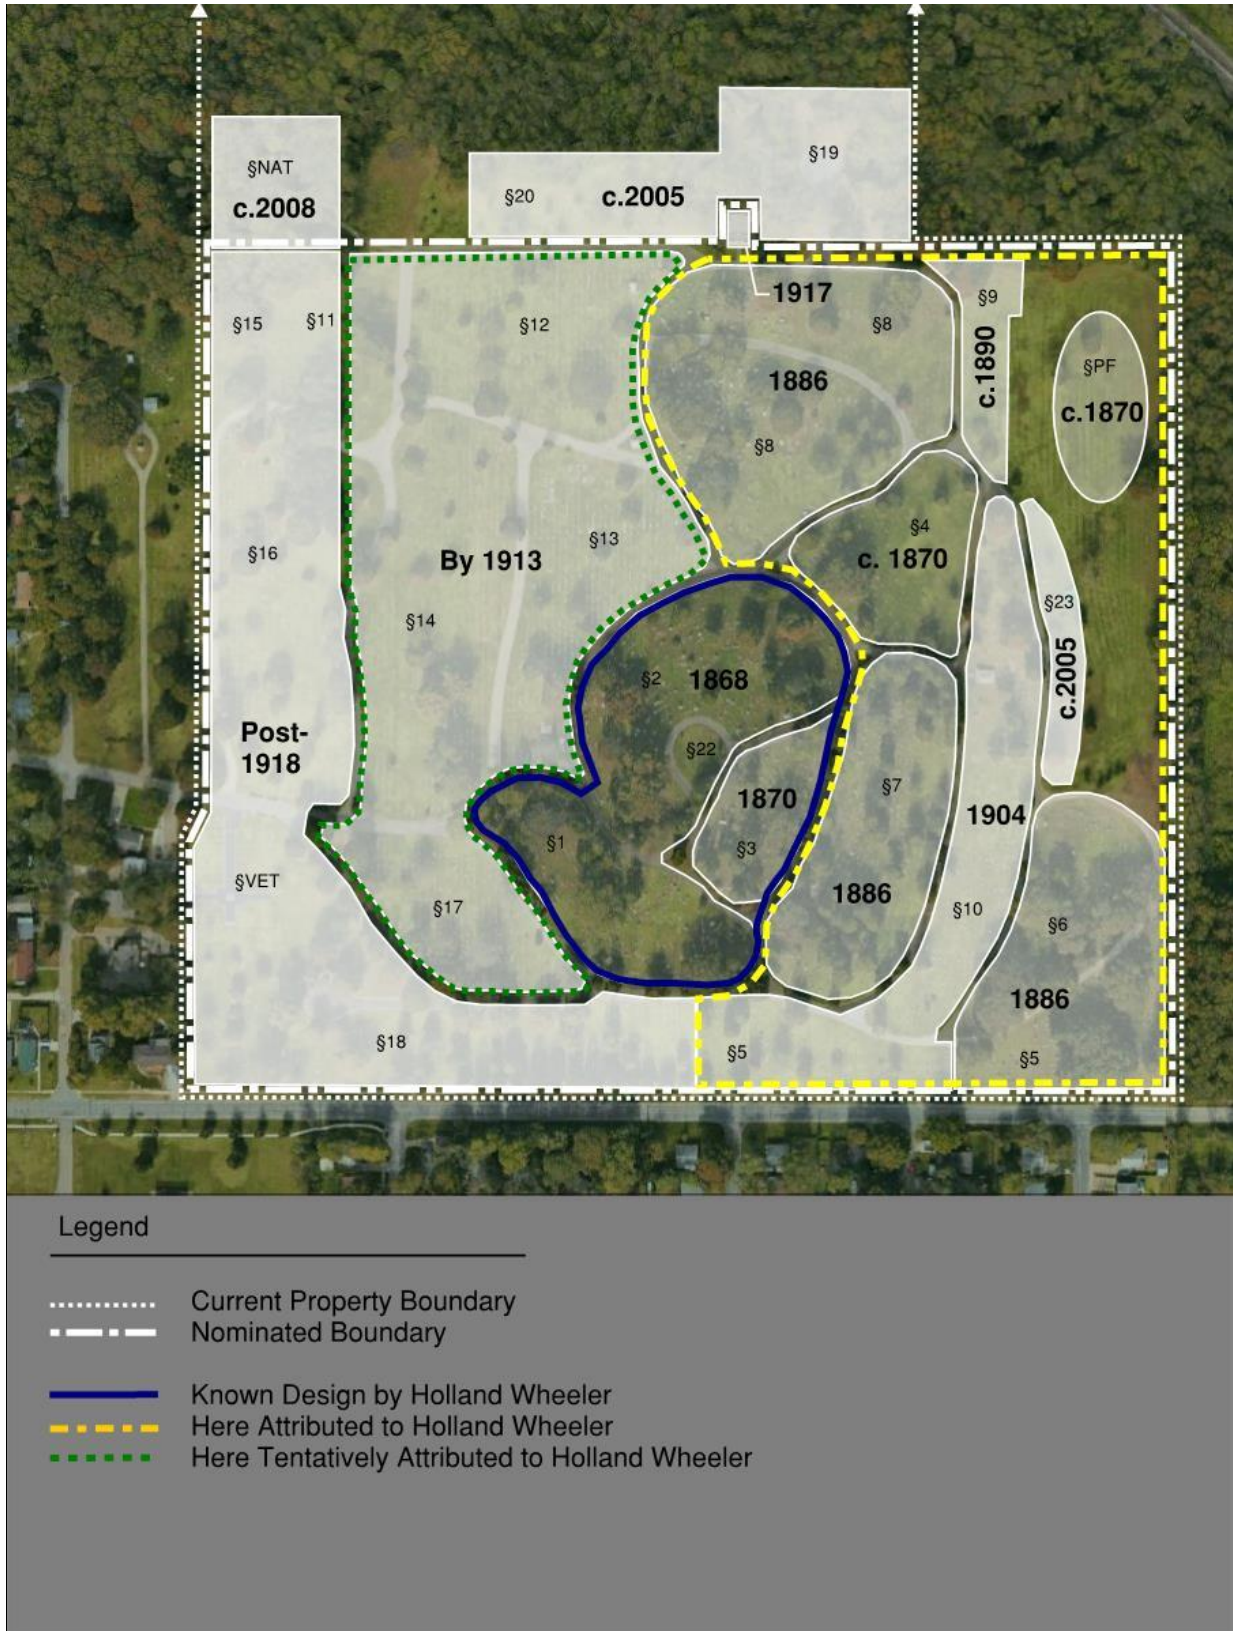 §NAT
c.2008
§20
c.2005
§19
1917
§15
§11
§12
§8
§9
c.1890
§PF
c.1870
1886
§8
§16
By 1913
§13
§4
c. 1870
§14
§23
c.2005
§2
1868
Post-
1918
§22
§7
1870
1904
§1
§3
§VET
1886
§17
§10
§6
1886
§18
§5
§5
Legend
Current Property Boundary
Nominated Boundary
Known Design by Holland Wheeler
Here Attributed to Holland Wheeler
Here Tentatively Attributed to Holland Wheeler